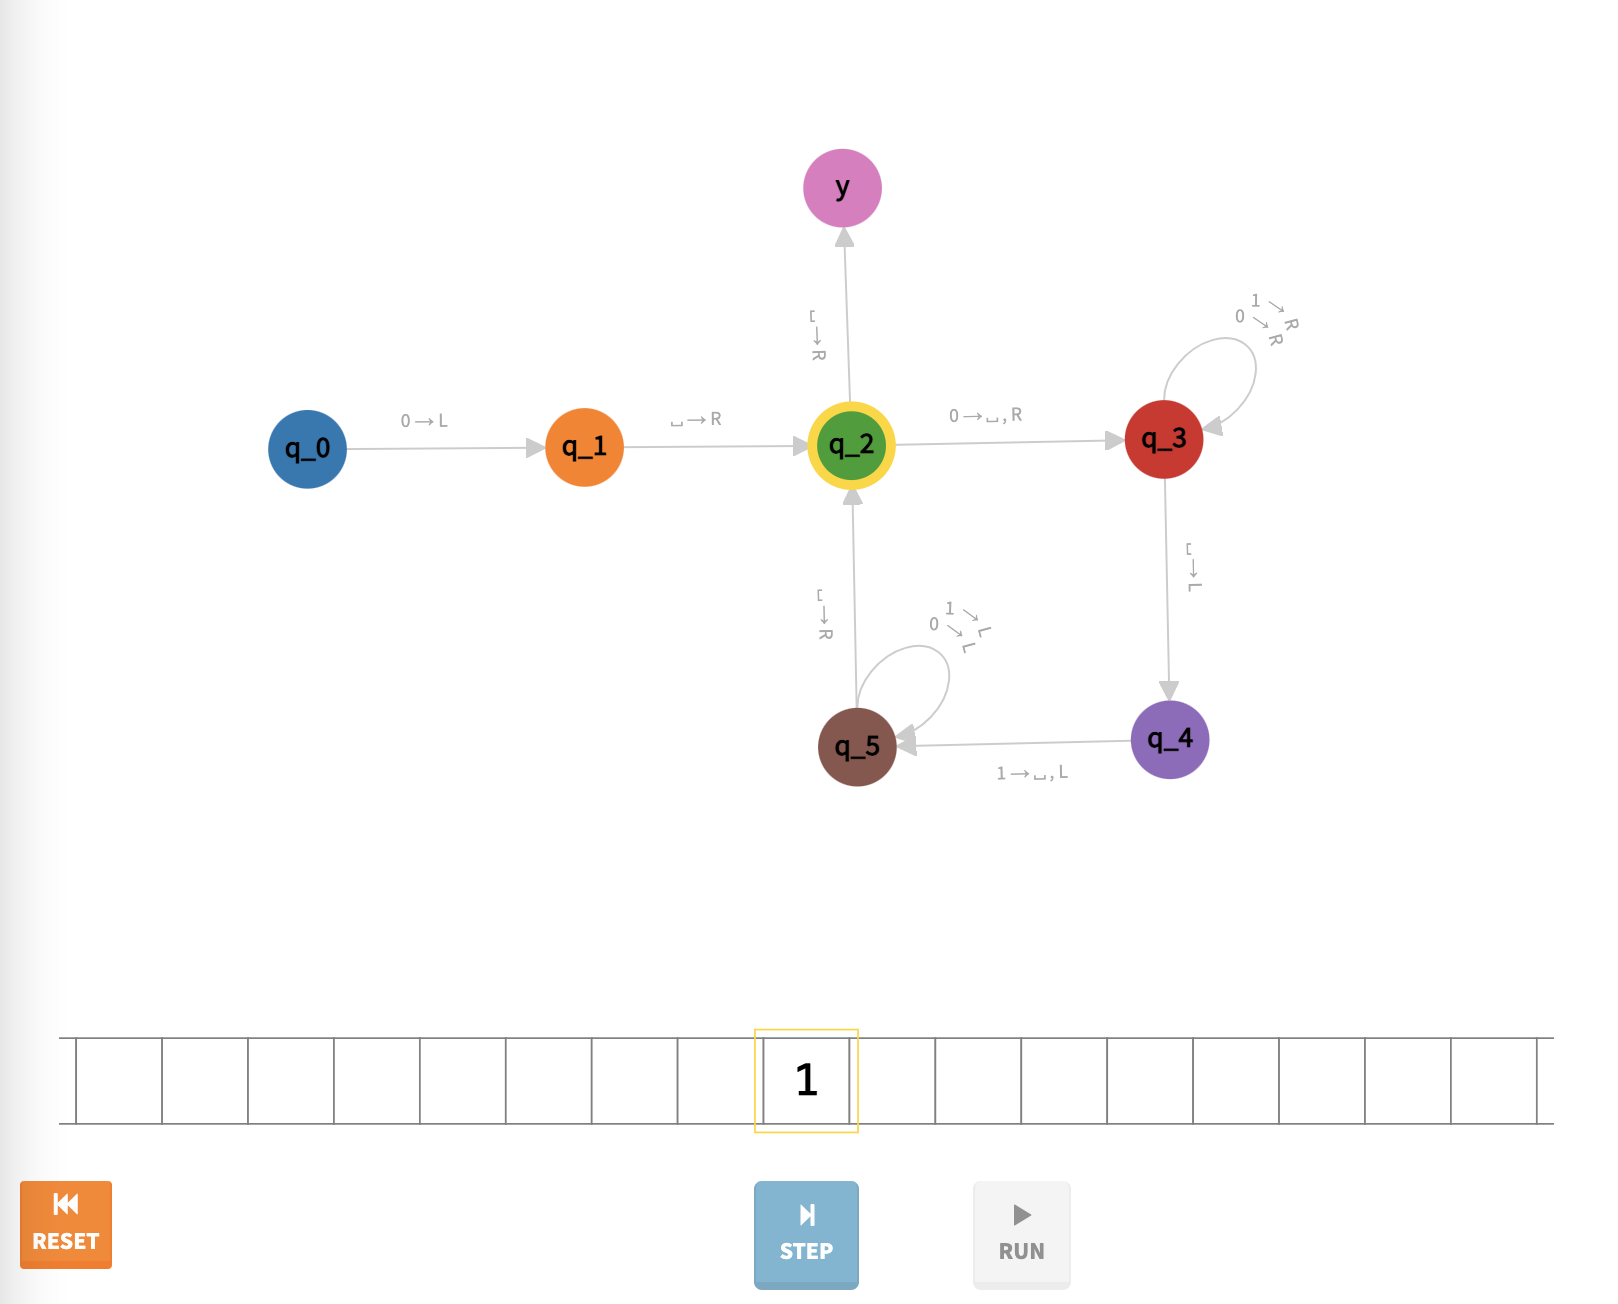 y
␣→R
1→R
0→R
q_0
0→L
q_1
␣→R
q_2
0→␣,R
q_3
␣→L
␣→R
1→L
0→L
q_5
1→␣,L
q_4
1
RESET
STEP
RUN